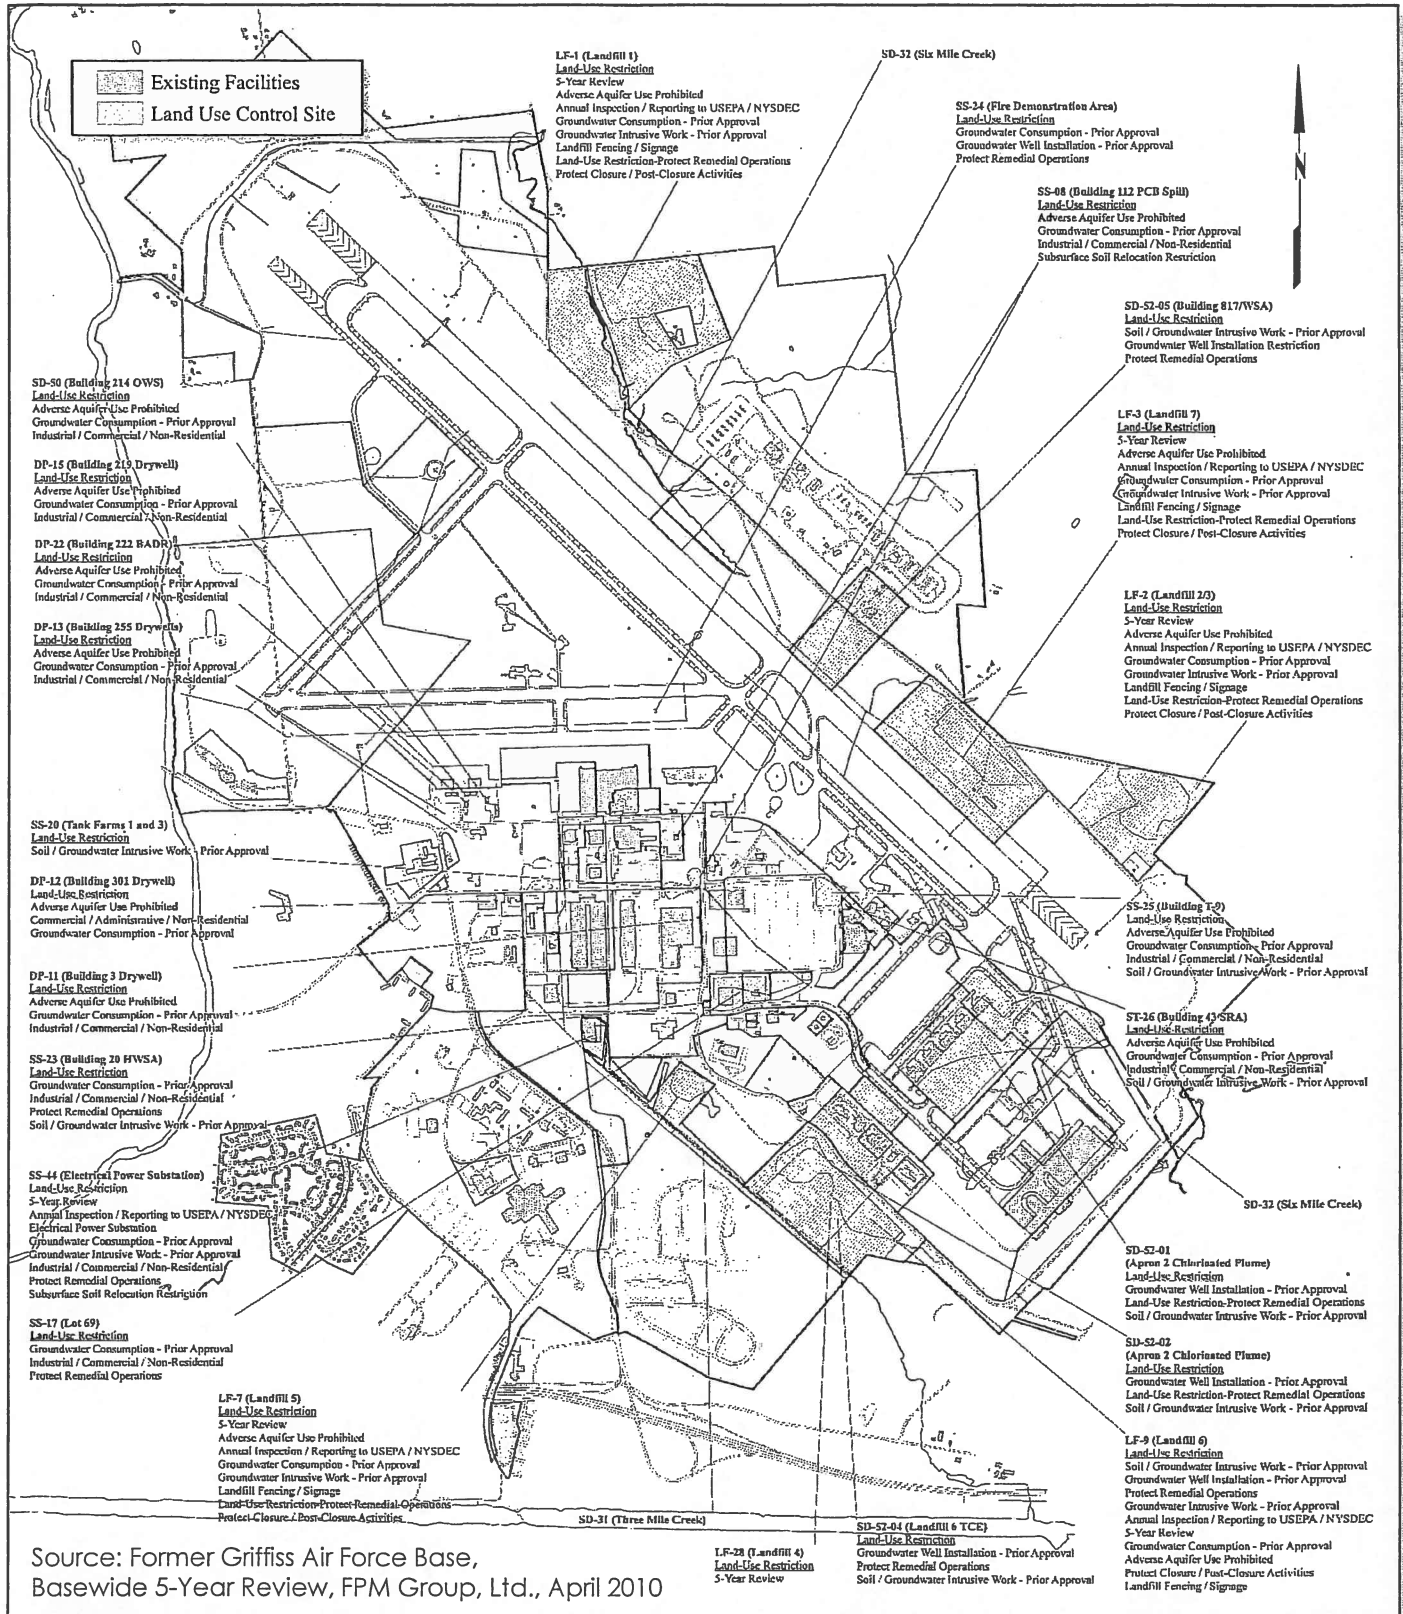 Existing Facilities
Land Use Control Site
LF-1 (Landfill 1)
Land-Use Restriction
5-Year Review
Adverse Aquifer Use Prohibited
Annual Inspection / Reporting to USEPA / NYSDEC
Groundwater Consumption - Prior Approval
Groundwater Intrusive Work - Prior Approval
Landfill Fencing / Signage
Land-Use Restriction-Protect Remedial Operations
Protect Closure / Post-Closure Activities
SD-32 (Six Mile Creek)
SS-24 (Fire Demonstration Area)
Land-Use Restriction
Groundwater Consumption - Prior Approval
Groundwater Well Installation - Prior Approval
Protect Remedial Operations
N
SS-08 (Building 112 PCB Spill)
Land-Use Restriction
Adverse Aquifer Use Prohibited
Groundwater Consumption - Prior Approval
Industrial / Commercial / Non-Residential
Subsurface Soil Relocation Restriction
SD-52-05 (Building 817/WSA)
Land-Use Restriction
Soil / Groundwater Intrusive Work - Prior Approval
Groundwater Well Installation Restriction
Protect Remedial Operations
LF-3 (Landfill 7)
Land-Use Restriction
5-Year Review
Adverse Aquifer Use Prohibited
Annual Inspection / Reporting to USEPA / NYSDEC
Groundwater Consumption - Prior Approval
Groundwater Intrusive Work - Prior Approval
Landfill Fencing / Signage
Land-Use Restriction-Protect Remedial Operations
Protect Closure / Post-Closure Activities
LF-2 (Landfill 2/3)
Land-Use Restriction
5-Year Review
Adverse Aquifer Use Prohibited
Annual Inspection / Reporting to USEPA / NYSDEC
Groundwater Consumption - Prior Approval
Groundwater Intrusive Work - Prior Approval
Landfill Fencing / Signage
Land-Use Restriction-Protect Remedial Operations
Protect Closure / Post-Closure Activities
SD-50 (Building 214 OWS)
Land-Use Restriction
Adverse Aquifer Use Prohibited
Groundwater Consumption - Prior Approval
Industrial / Commercial / Non-Residential
DP-15 (Building 219 Drywell)
Land-Use Restriction
Adverse Aquifer Use Prohibited
Groundwater Consumption - Prior Approval
Industrial / Commercial / Non-Residential
DP-22 (Building 222 BADR)
Land-Use Restriction
Adverse Aquifer Use Prohibited
Groundwater Consumption - Prior Approval
Industrial / Commercial / Non-Residential
DP-13 (Building 255 Drywells)
Land-Use Restriction
Adverse Aquifer Use Prohibited
Groundwater Consumption - Prior Approval
Industrial / Commercial / Non-Residential
SS-20 (Tank Farms 1 and 3)
Land-Use Restriction
Soil / Groundwater Intrusive Work - Prior Approval
DP-12 (Building 301 Drywell)
Land-Use Restriction
Adverse Aquifer Use Prohibited
Commercial / Administrative / Non-Residential
Groundwater Consumption - Prior Approval
DP-11 (Building 3 Drywell)
Land-Use Restriction
Adverse Aquifer Use Prohibited
Groundwater Consumption - Prior Approval
Industrial / Commercial / Non-Residential
SS-23 (Building 20 HWSA)
Land-Use Restriction
Groundwater Consumption - Prior Approval
Industrial / Commercial / Non-Residential
Protect Remedial Operations
Soil / Groundwater Intrusive Work - Prior Approval
SS-44 (Electrical Power Substation)
Land-Use Restriction
5-Year Review
Annual Inspection / Reporting to USEPA / NYSDEC
Electrical Power Substation
Groundwater Consumption - Prior Approval
Groundwater Intrusive Work - Prior Approval
Industrial / Commercial / Non-Residential
Protect Remedial Operations
Subsurface Soil Relocation Restriction
SS-17 (Lot 69)
Land-Use Restriction
Groundwater Consumption - Prior Approval
Industrial / Commercial / Non-Residential
Protect Remedial Operations
SS-25 (Building T-9)
Land-Use Restriction
Adverse Aquifer Use Prohibited
Groundwater Consumption - Prior Approval
Industrial / Commercial / Non-Residential
Soil / Groundwater Intrusive Work - Prior Approval
ST-26 (Building 43/SRA)
Land-Use Restriction
Adverse Aquifer Use Prohibited
Groundwater Consumption - Prior Approval
Industrial / Commercial / Non-Residential
Soil / Groundwater Intrusive Work - Prior Approval
SD-32 (Six Mile Creek)
SD-52-01
(Apron 2 Chlorinated Plume)
Land-Use Restriction
Groundwater Well Installation - Prior Approval
Land-Use Restriction-Protect Remedial Operations
Soil / Groundwater Intrusive Work - Prior Approval
SD-52-02
(Apron 2 Chlorinated Plume)
Land-Use Restriction
Groundwater Well Installation - Prior Approval
Land-Use Restriction-Protect Remedial Operations
Soil / Groundwater Intrusive Work - Prior Approval
LF-9 (Landfill 6)
Land-Use Restriction
Soil / Groundwater Intrusive Work - Prior Approval
Groundwater Well Installation - Prior Approval
Protect Remedial Operations
Groundwater Intrusive Work - Prior Approval
Annual Inspection / Reporting to USEPA / NYSDEC
5-Year Review
Groundwater Consumption - Prior Approval
Adverse Aquifer Use Prohibited
Protect Closure / Post-Closure Activities
Landfill Fencing / Signage
LF-7 (Landfill 5)
Land-Use Restriction
5-Year Review
Adverse Aquifer Use Prohibited
Annual Inspection / Reporting to USEPA / NYSDEC
Groundwater Consumption - Prior Approval
Groundwater Intrusive Work - Prior Approval
Landfill Fencing / Signage
Land-Use Restriction-Protect Remedial Operations
Protect Closure / Post-Closure Activities
SD-31 (Three Mile Creek)
LF-28 (Landfill 4)
Land-Use Restriction
5-Year Review
SD-52-04 (Landfill 6 TCE)
Land-Use Restriction
Groundwater Well Installation - Prior Approval
Protect Remedial Operations
Soil / Groundwater Intrusive Work - Prior Approval
Source: Former Griffiss Air Force Base,
Basewide 5-Year Review, FPM Group, Ltd., April 2010